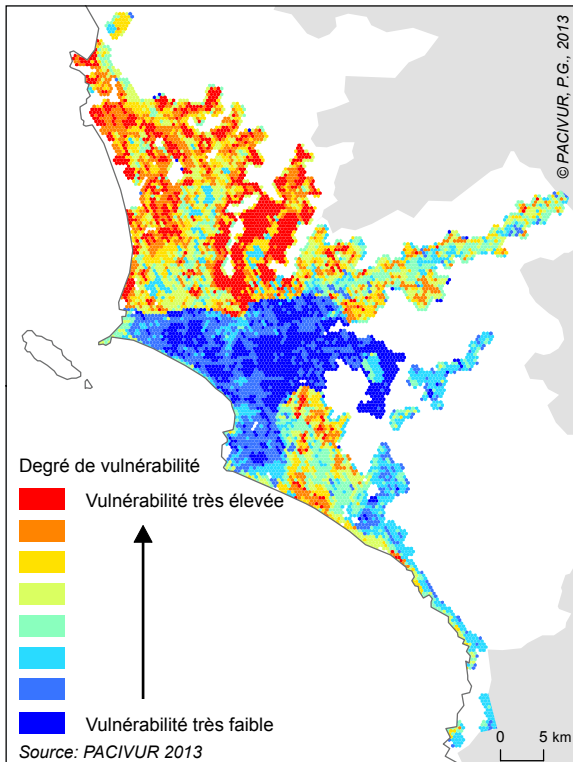 © PACIVUR, P.G., 2013
Degré de vulnérabilité
Vulnérabilité très élevée
Vulnérabilité très faible
Source: PACIVUR 2013
0 5 km